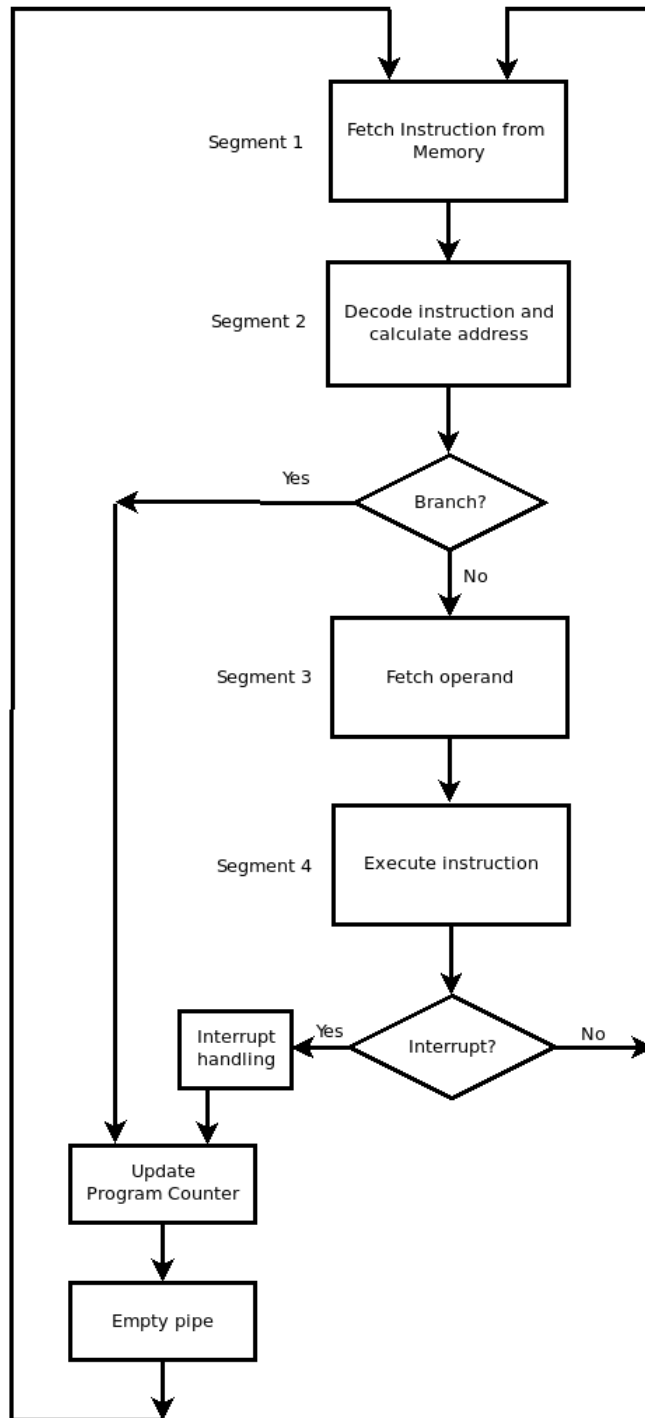 Fetch Instruction from
Memory
Segment 1
Decode instruction and
calculate address
Segment 2
Yes
Branch?
No
Segment 3
Fetch operand
Segment 4
Execute instruction
Interrupt
handling
Yes
Interrupt?
No
Update
Program Counter
Empty pipe